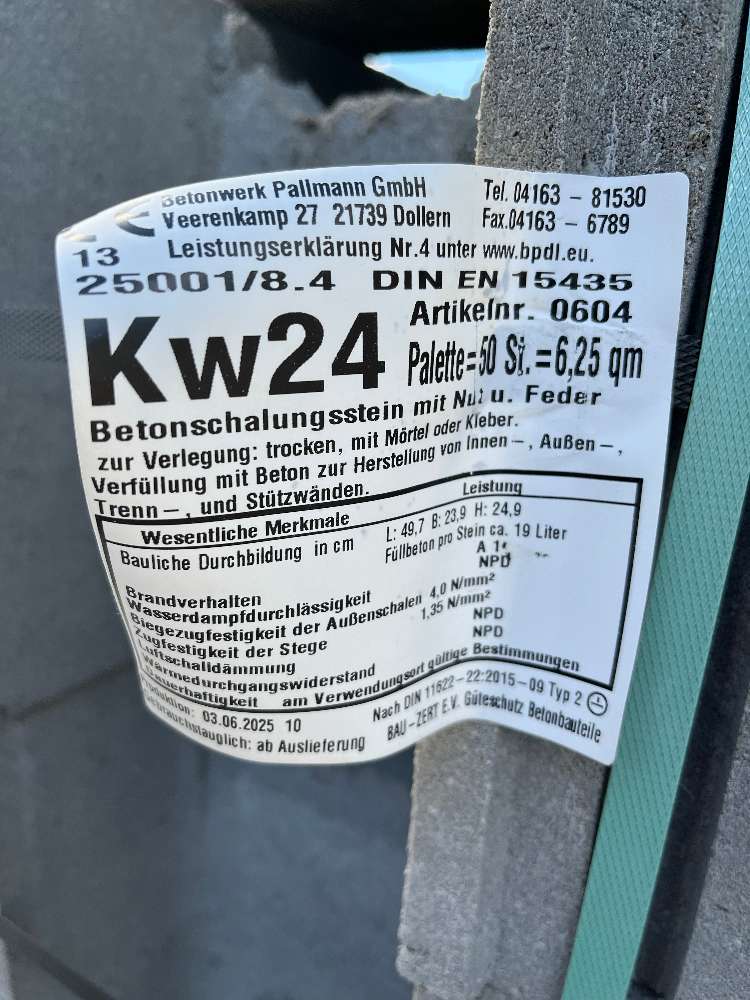 Betonwerk Pallmann GmbH Tel. 04163 - 81530
Veerenkamp 27 21739 Dollern Fax.04163 - 6789
13 Leistungserklärung Nr.4 unter www.bpdl.eu.
25001/8.4 DIN EN 15435
Kw24
Artikelnr. 0604
Palette=50 St.=6,25 qm
Betonschalungsstein mit Nut u. Feder
zur Verlegung: trocken, mit Mörtel oder Kleber.
Verfüllung mit Beton zur Herstellung von Innen-, Außen-,
Trenn-, und Stützwänden.
Wesentliche Merkmale Leistung
Bauliche Durchbildung in cm L: 49,7 B: 23,9 H: 24,9
Füllbeton pro Stein ca. 19 Liter
Brandverhalten A 1
Wasserdampfdurchlässigkeit NPD
Biegezugfestigkeit der Außenschalen 4,0 N/mm²
Zugfestigkeit der Stege 1,35 N/mm²
Luftschalldämmung NPD
Wärmedurchgangswiderstand NPD
Dauerhaftigkeit am Verwendungsort gültige Bestimmungen
Produktion: 03.06.2025 10 Nach DIN 11622-22:2015-09 Typ 2
Gebrauchstauglich: ab Auslieferung BAU-ZERT E.V. Güteschutz Betonbauteile